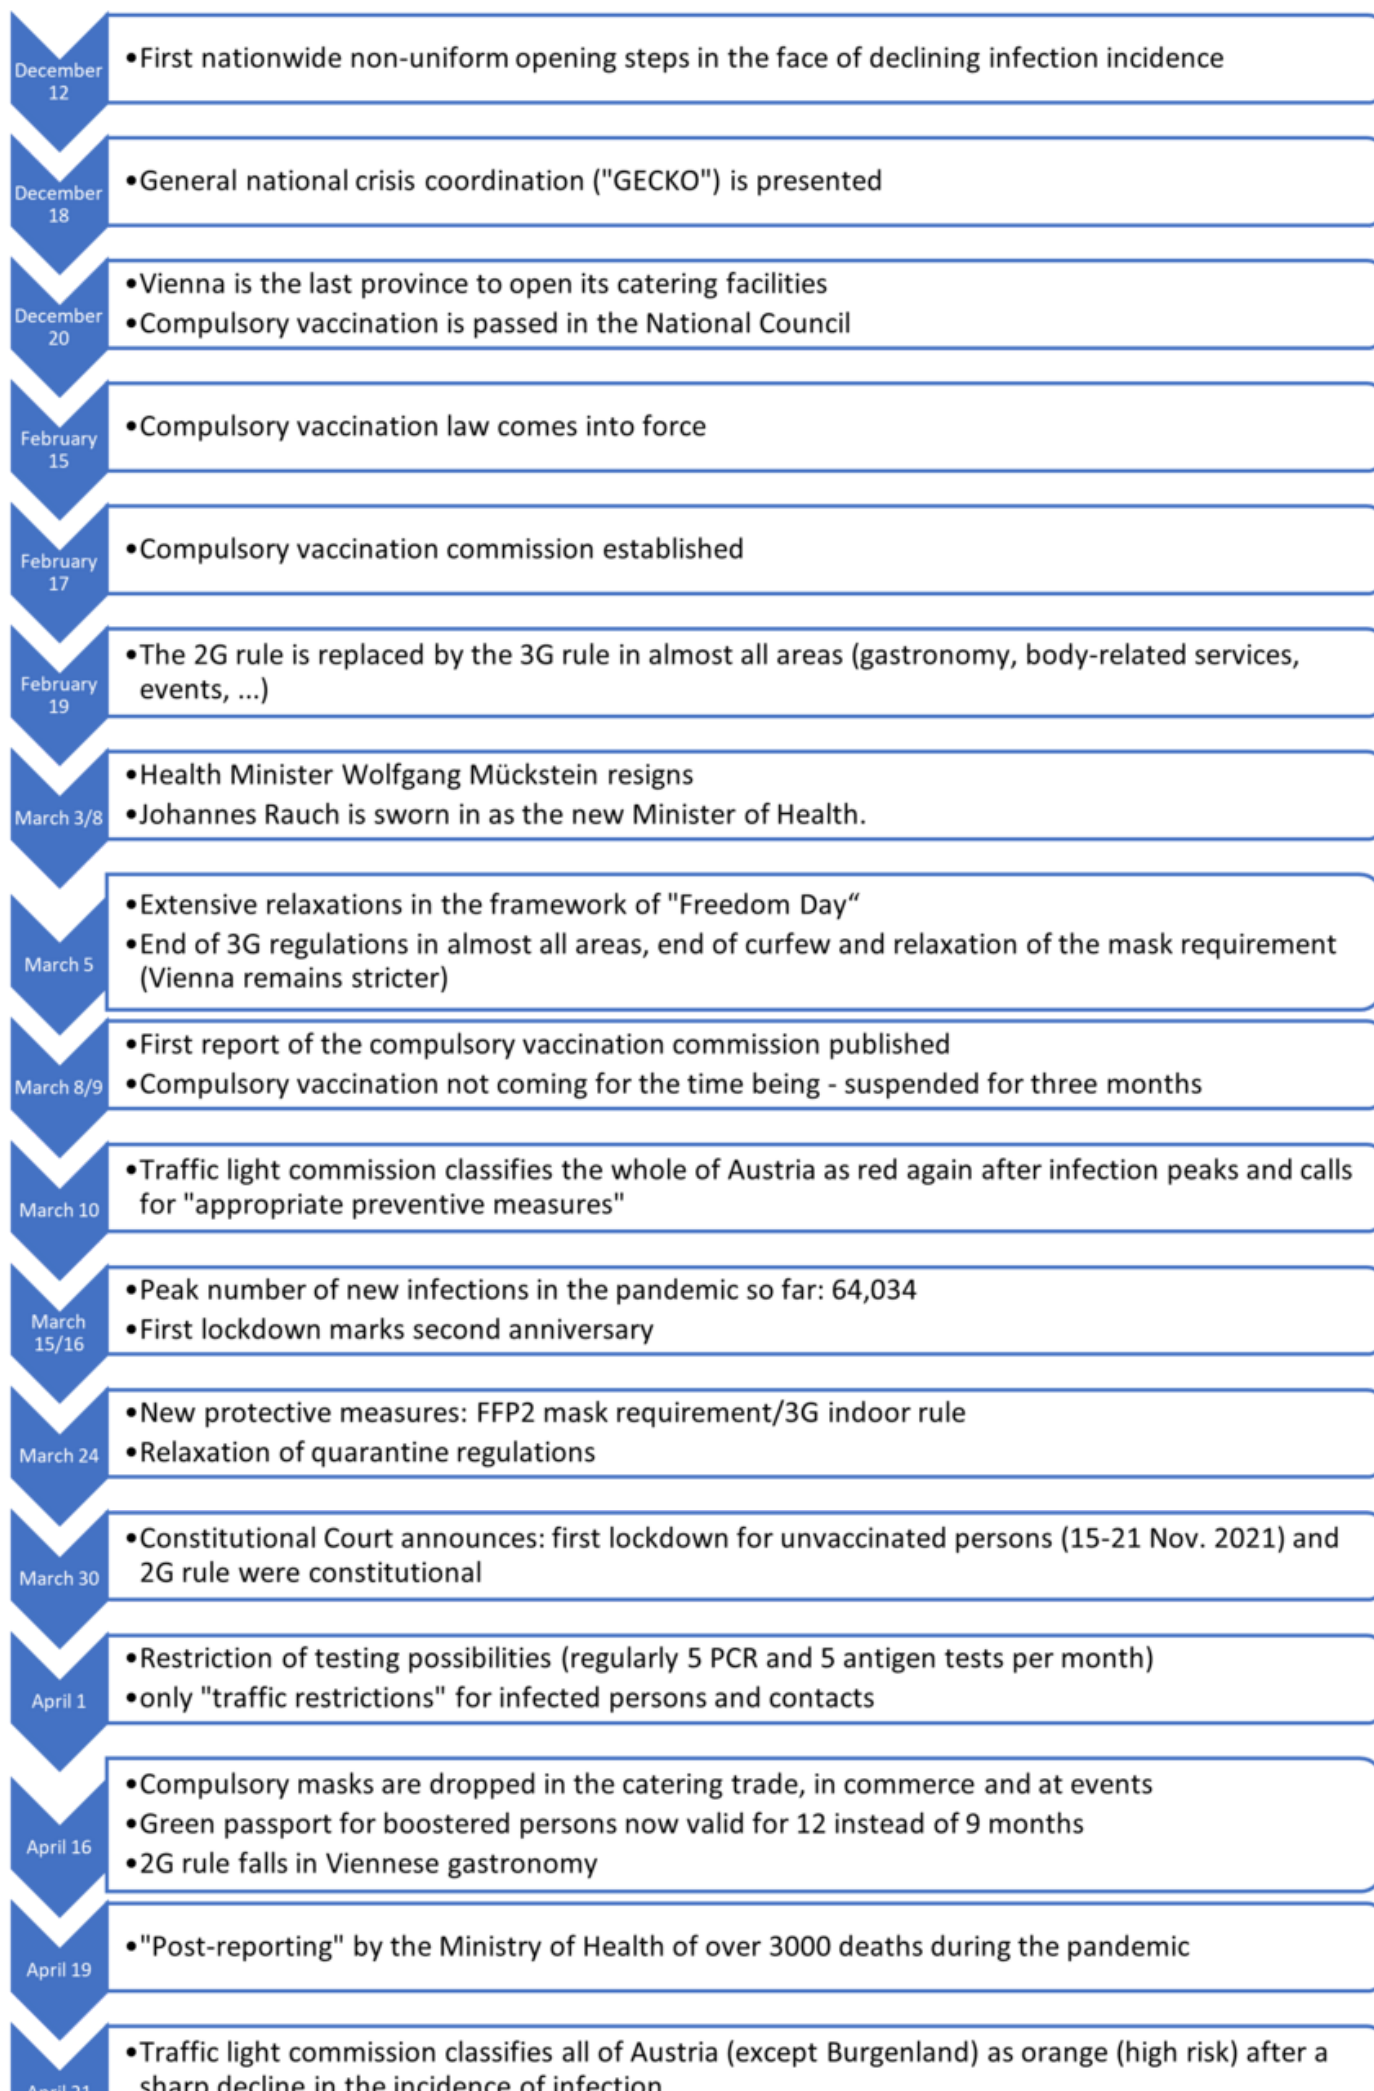 December
12
•First nationwide non-uniform opening steps in the face of declining infection incidence
December
18
•General national crisis coordination ("GECKO") is presented
December
20
•Vienna is the last province to open its catering facilities
•Compulsory vaccination is passed in the National Council
February
15
•Compulsory vaccination law comes into force
February
17
•Compulsory vaccination commission established
February
19
•The 2G rule is replaced by the 3G rule in almost all areas (gastronomy, body-related services,
events, ...)
March 3/8
•Health Minister Wolfgang Mückstein resigns
•Johannes Rauch is sworn in as the new Minister of Health.
March 5
•Extensive relaxations in the framework of "Freedom Day“
•End of 3G regulations in almost all areas, end of curfew and relaxation of the mask requirement
(Vienna remains stricter)
March 8/9
•First report of the compulsory vaccination commission published
•Compulsory vaccination not coming for the time being - suspended for three months
March 10
•Traffic light commission classifies the whole of Austria as red again after infection peaks and calls
for "appropriate preventive measures"
March
15/16
•Peak number of new infections in the pandemic so far: 64,034
•First lockdown marks second anniversary
March 24
•New protective measures: FFP2 mask requirement/3G indoor rule
•Relaxation of quarantine regulations
March 30
•Constitutional Court announces: first lockdown for unvaccinated persons (15-21 Nov. 2021) and
2G rule were constitutional
April 1
•Restriction of testing possibilities (regularly 5 PCR and 5 antigen tests per month)
•only "traffic restrictions" for infected persons and contacts
April 16
•Compulsory masks are dropped in the catering trade, in commerce and at events
•Green passport for boostered persons now valid for 12 instead of 9 months
•2G rule falls in Viennese gastronomy
April 19
•"Post-reporting" by the Ministry of Health of over 3000 deaths during the pandemic
April 21
•Traffic light commission classifies all of Austria (except Burgenland) as orange (high risk) after a
sharp decline in the incidence of infection